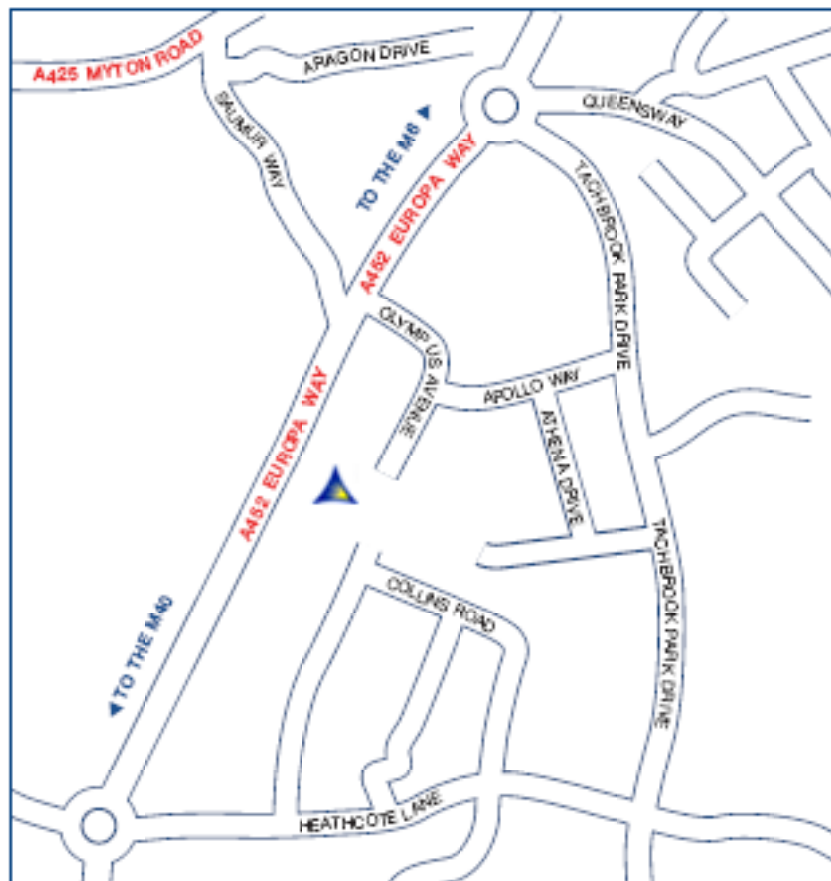 A425 MYTON ROAD
ARAGON DRIVE
SAUMUR WAY
TO THE M6
A452 EUROPA WAY
QUEENSWAY
TACHBROOK PARK DRIVE
OLYMPUS AVENUE
APOLLO WAY
ATHENA DRIVE
A452 EUROPA WAY
TACHBROOK PARK DRIVE
COLLINS ROAD
TO THE M40
HEATHCOTE LANE